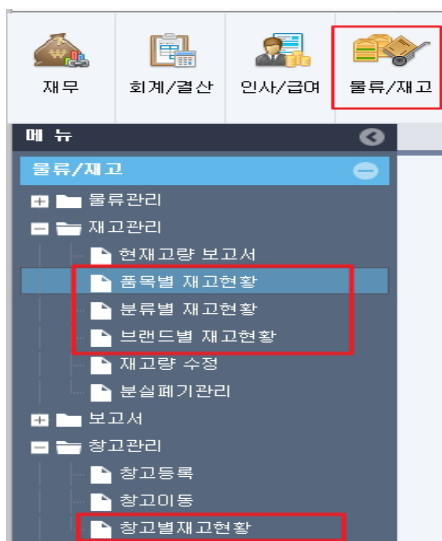 재무 회계/결산 인사/급여 물류/재고
메 뉴
물류/재고
물류관리
재고관리
현재고량 보고서
품목별 재고현황
분류별 재고현황
브랜드별 재고현황
재고량 수정
분실폐기관리
보고서
창고관리
창고등록
창고이동
창고별재고현황